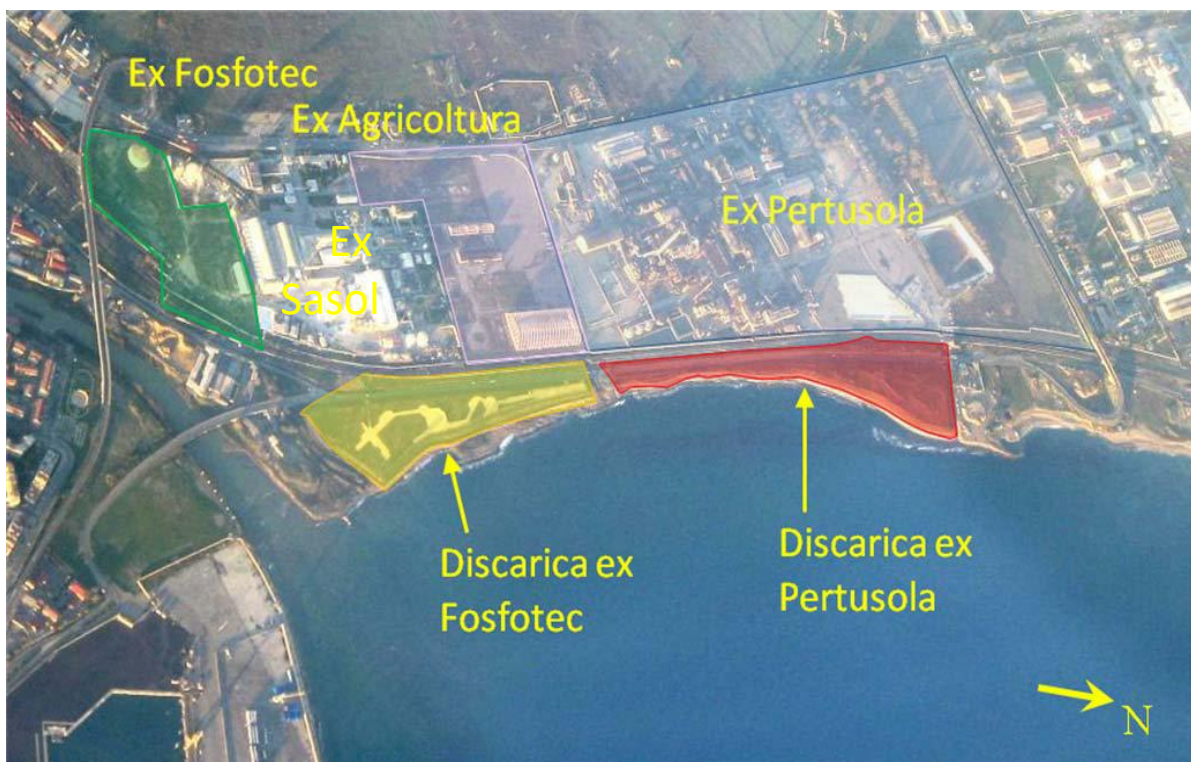 Ex Fosfotec
Ex Agricoltura
Ex Pertusola
Ex
Sasol
Discarica ex
Fosfotec
Discarica ex
Pertusola
N